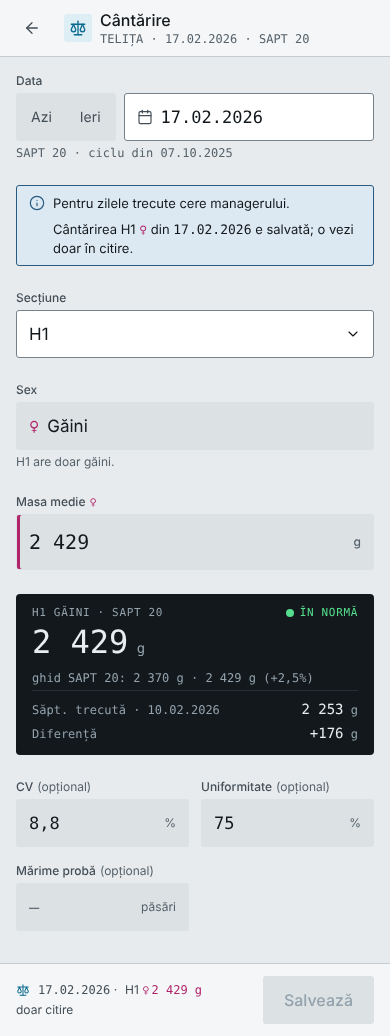 Cântărire
TELIȚA · 17.02.2026 · SAPT 20
Data
Azi Ieri 17.02.2026
SAPT 20 · ciclu din 07.10.2025
Pentru zilele trecute cere managerului.
Cântărirea H1 ♀ din 17.02.2026 e salvată; o vezi
doar în citire.
Secțiune
H1
Sex
♀ Găini
H1 are doar găini.
Masa medie ♀
2 429 g
H1 GĂINI · SAPT 20 ÎN NORMĂ
2 429 g
ghid SAPT 20: 2 370 g · 2 429 g (+2,5%)
Săpt. trecută · 10.02.2026 2 253 g
Diferență +176 g
CV (opțional) Uniformitate (opțional)
8,8 % 75 %
Mărime probă (opțional)
— păsări
17.02.2026 · H1 ♀ 2 429 g
doar citire
Salvează